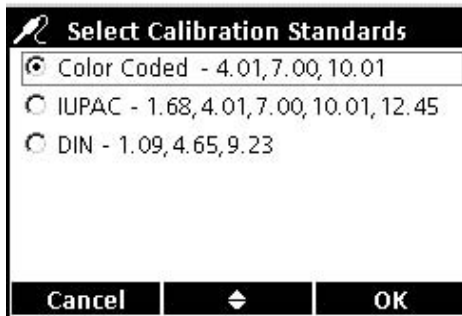 Select Calibration Standards
Color Coded - 4.01,7.00,10.01
IUPAC - 1.68,4.01,7.00,10.01,12.45
DIN - 1.09,4.65,9.23
Cancel OK